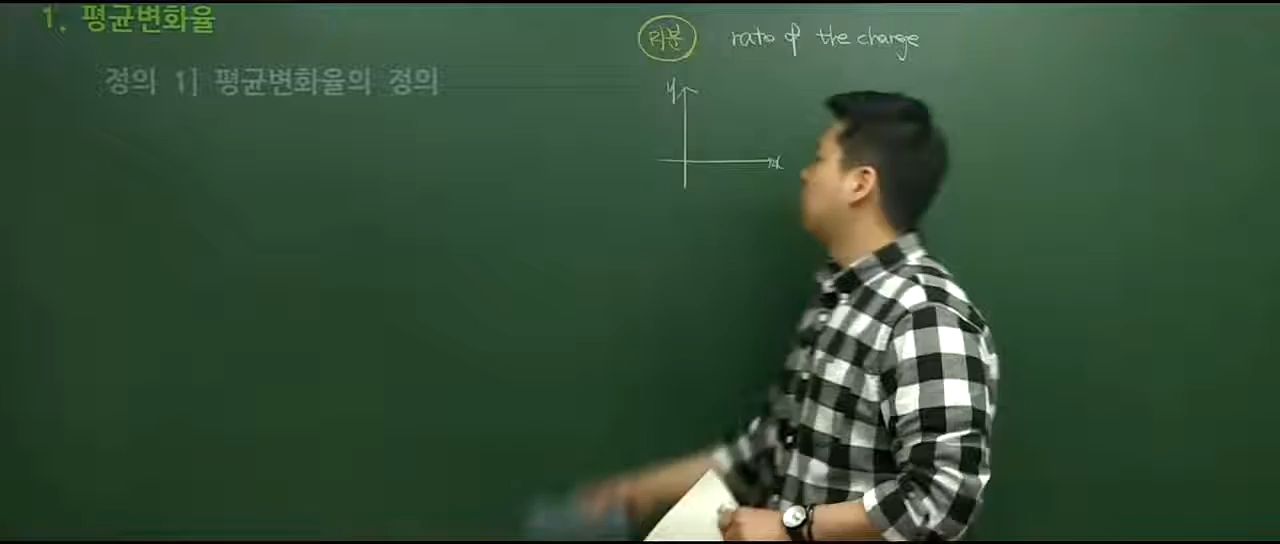 1. 평균변화율
정의 1| 평균변화율의 정의
미분 ratio of the change
y
x